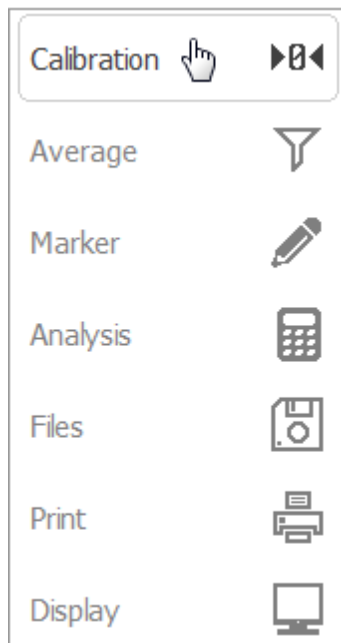 Calibration
Average
Marker
Analysis
Files
Print
Display